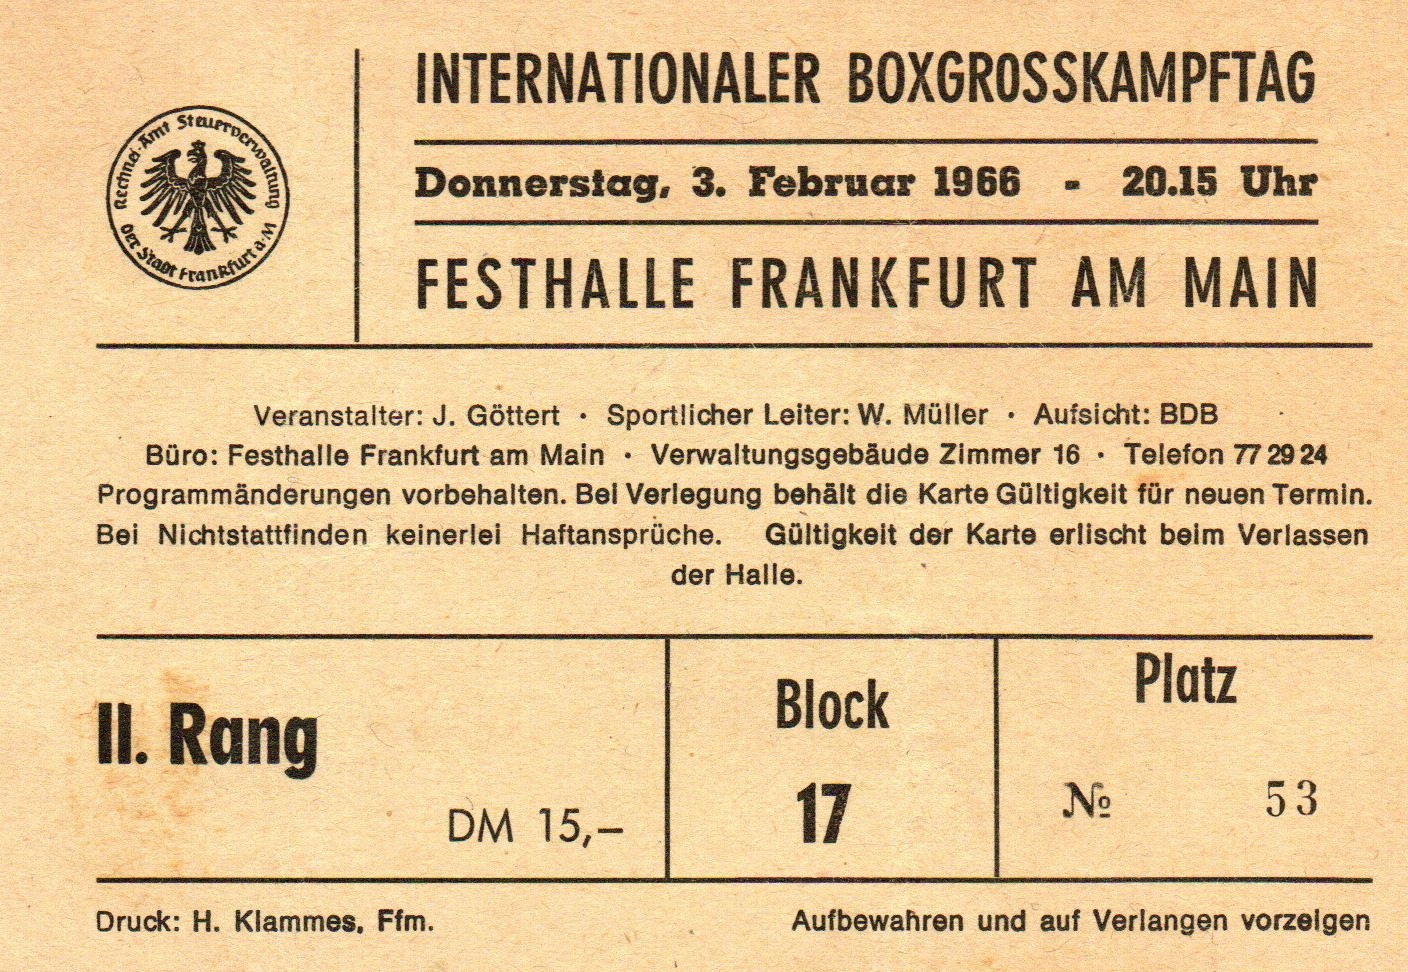 Rechnei-Amt Steuerverwaltung
der Stadt Frankfurt a. M
INTERNATIONALER BOXGROSSKAMPFTAG
Donnerstag, 3. Februar 1966 - 20.15 Uhr
FESTHALLE FRANKFURT AM MAIN
Veranstalter: J. Göttert · Sportlicher Leiter: W. Müller · Aufsicht: BDB
Büro: Festhalle Frankfurt am Main · Verwaltungsgebäude Zimmer 16 · Telefon 77 29 24
Programmänderungen vorbehalten. Bei Verlegung behält die Karte Gültigkeit für neuen Termin.
Bei Nichtstattfinden keinerlei Haftansprüche. Gültigkeit der Karte erlischt beim Verlassen
der Halle.
II. Rang
DM 15,–
Block
17
Platz
№ 53
Druck: H. Klammes, Ffm.
Aufbewahren und auf Verlangen vorzeigen